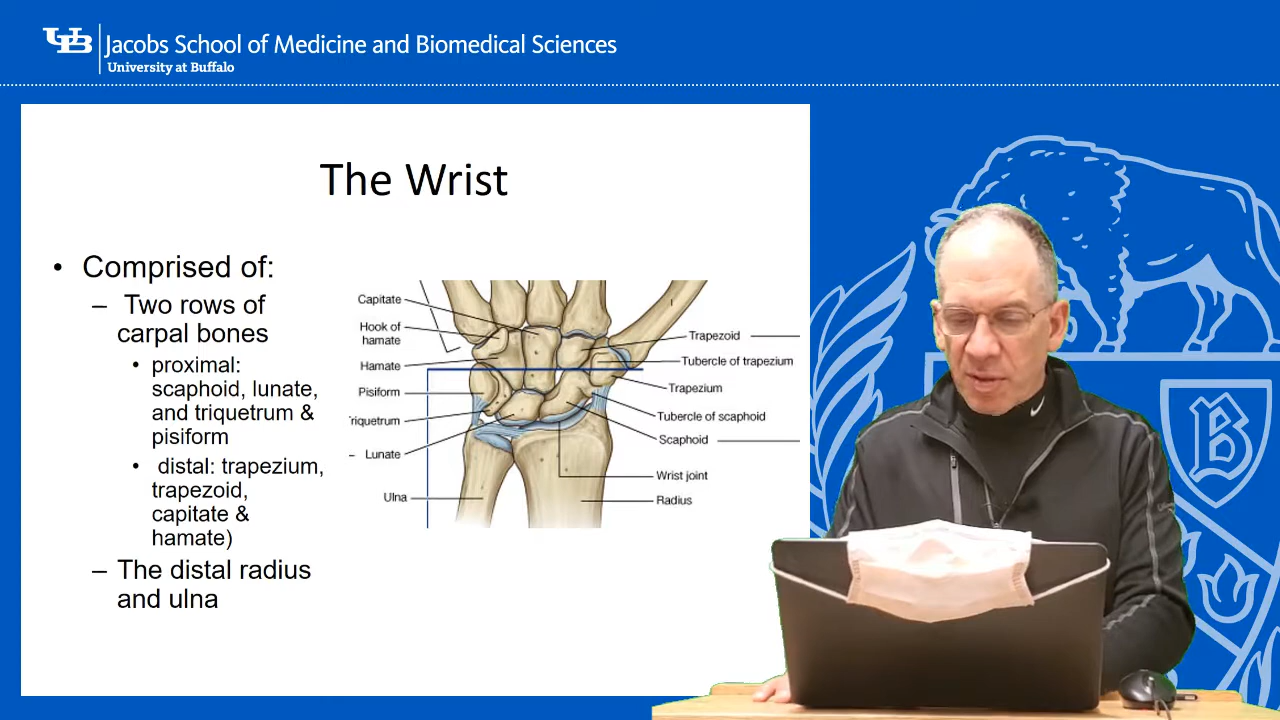 UB Jacobs School of Medicine and Biomedical Sciences
University at Buffalo
The Wrist
• Comprised of:
– Two rows of
carpal bones
• proximal:
scaphoid, lunate,
and triquetrum &
pisiform
• distal: trapezium,
trapezoid,
capitate &
hamate)
– The distal radius
and ulna
Capitate
Hook of
hamate
Hamate
Pisiform
riquetrum
Lunate
Ulna
Trapezoid
Tubercle of trapezium
Trapezium
Tubercle of scaphoid
Scaphoid
Wrist joint
Radius
I
B